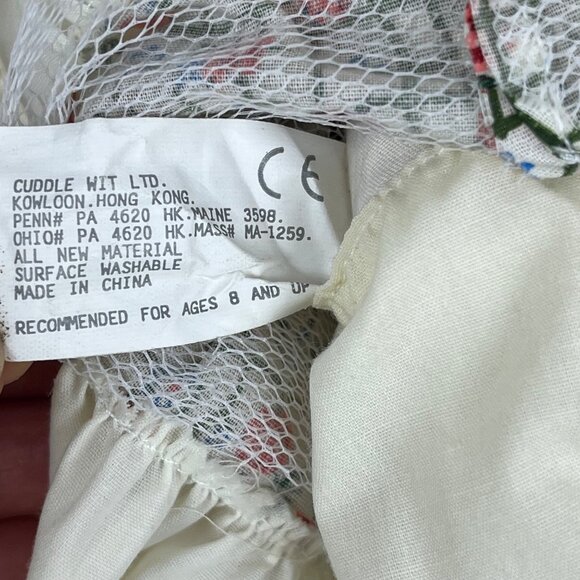 CE
CUDDLE WIT LTD.
KOWLOON.HONG KONG.
PENN# PA 4620 HK.MAINE 3598.
OHIO# PA 4620 HK.MASS# MA-1259.
ALL NEW MATERIAL
SURFACE WASHABLE
MADE IN CHINA
RECOMMENDED FOR AGES 8 AND UP